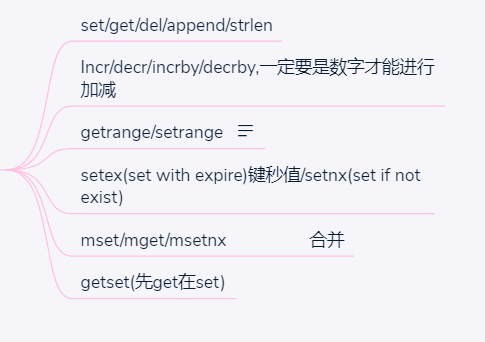 set/get/del/append/strlen
Incr/decr/incrby/decrby,一定要是数字才能进行
加减
getrange/setrange
setex(set with expire)键秒值/setnx(set if not
exist)
mset/mget/msetnx 合并
getset(先get在set)